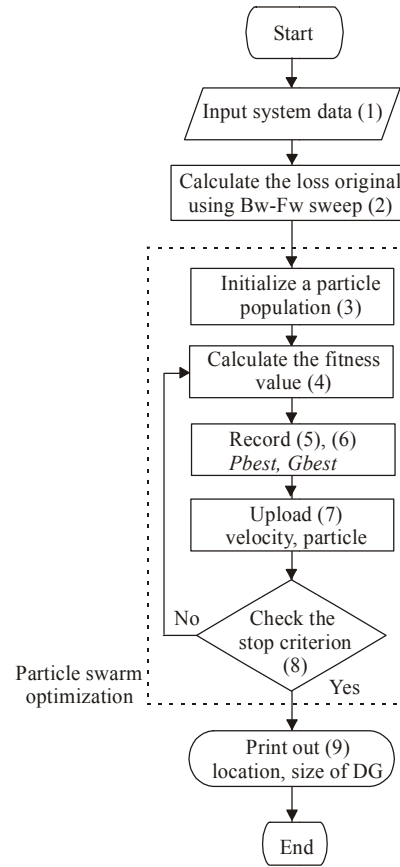 Start
Input system data (1)
Calculate the loss original
using Bw-Fw sweep (2)
Initialize a particle
population (3)
Calculate the fitness
value (4)
Record (5), (6)
Pbest, Gbest
Upload (7)
velocity, particle
No
Check the
stop criterion
(8)
Yes
Particle swarm
optimization
Print out (9)
location, size of DG
End